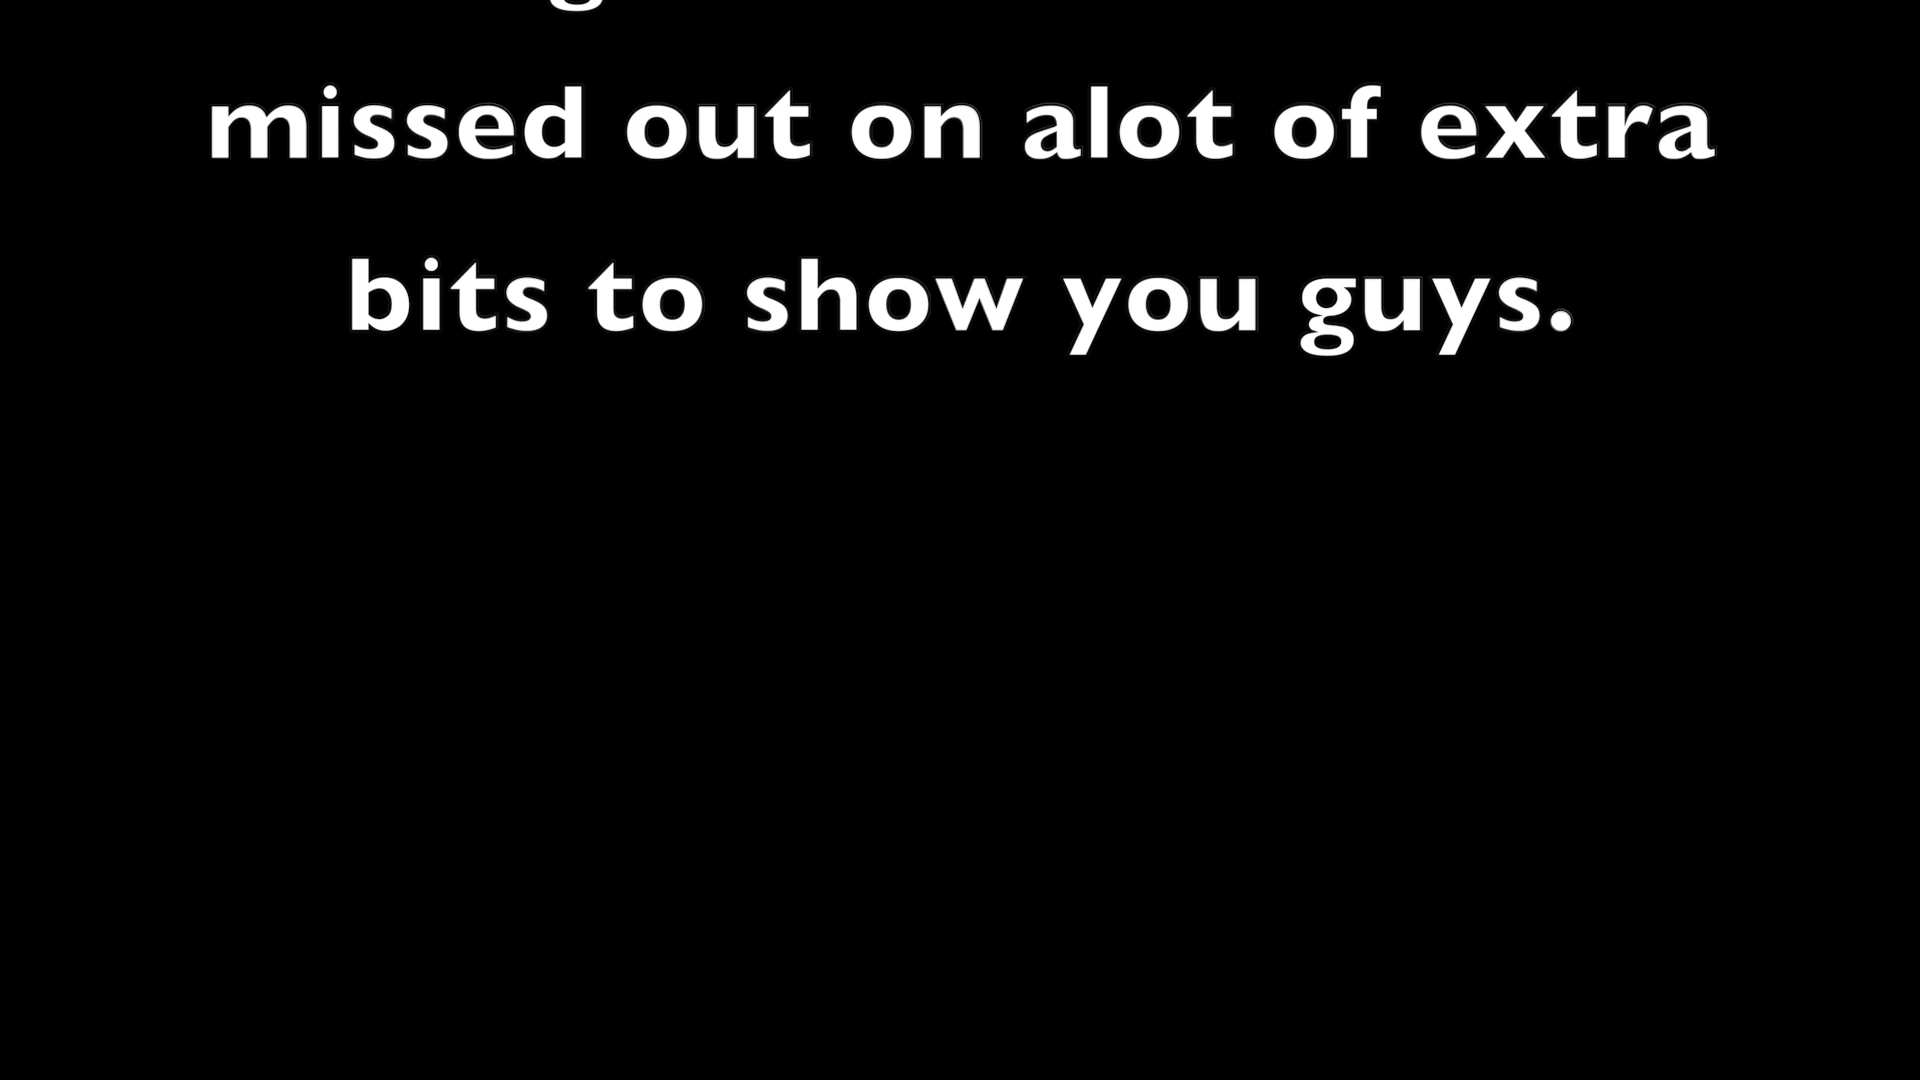 missed out on alot of extra
bits to show you guys.